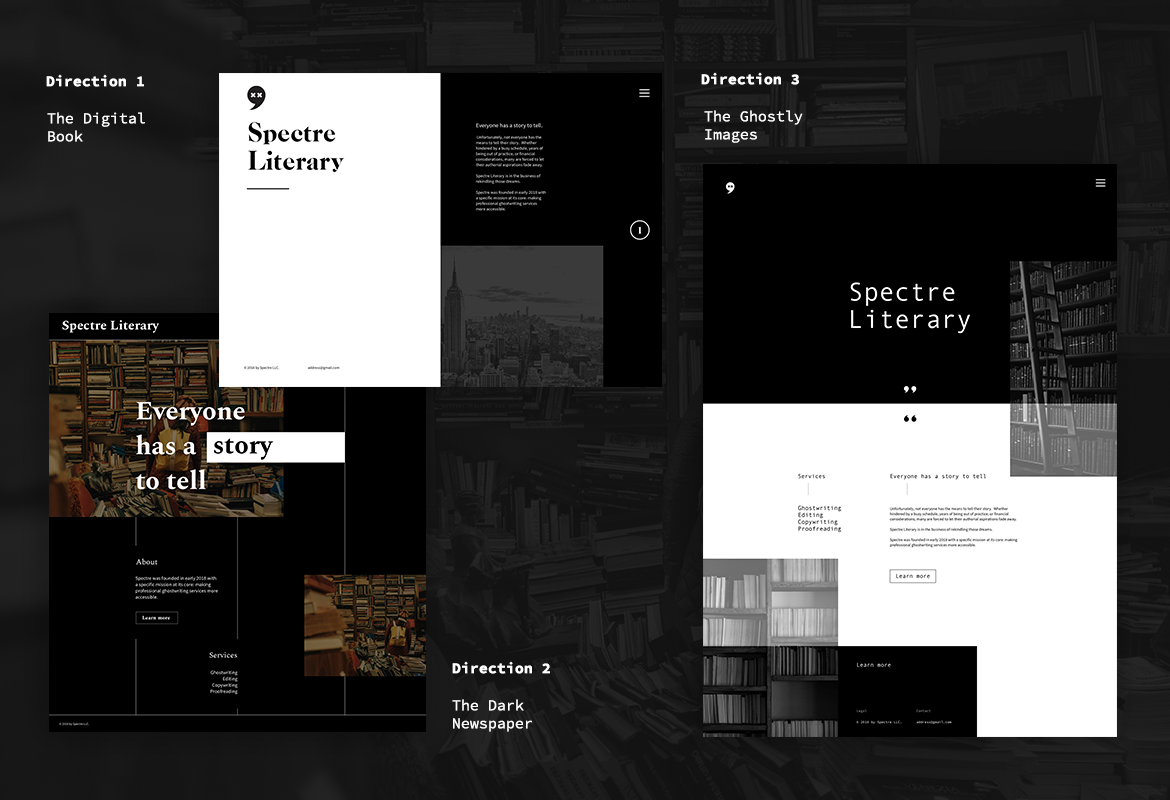 Direction 1
The Digital
Book
Spectre
Literary
Everyone has a story to tell.
Unfortunately, not everyone has the
means to tell their story. Whether
hindered by a busy schedule, years of
being out of practice, or financial
considerations, many are forced to let
their authorial aspirations fade away.
Spectre Literary is in the business of
rekindling those dreams.
Spectre was founded in early 2018 with
a specific mission at its core: making
professional ghostwriting services
more accessible.
1
© 2018 by Spectre LLC.
address@gmail.com
Spectre Literary
Everyone
has a story
to tell
About
Spectre was founded in early 2018 with
a specific mission at its core: making
professional ghostwriting services more
accessible.
Learn more
Services
Ghostwriting
Editing
Copywriting
Proofreading
© 2018 by Spectre LLC.
Direction 2
The Dark
Newspaper
Direction 3
The Ghostly
Images
Spectre
Literary
”
“
Services
Ghostwriting
Editing
Copywriting
Proofreading
Everyone has a story to tell
Unfortunately, not everyone has the means to tell their story. Whether
hindered by a busy schedule, years of being out of practice, or financial
considerations, many are forced to let their authorial aspirations fade away.
Spectre Literary is in the business of rekindling those dreams.
Spectre was founded in early 2018 with a specific mission at its core: making
professional ghostwriting services more accessible.
Learn more
Learn more
Legal
Contact
© 2018 by Spectre LLC.
address@gmail.com